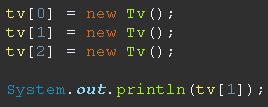 tv[0] = new Tv();
tv[1] = new Tv();
tv[2] = new Tv();
System.out.println(tv[1]);